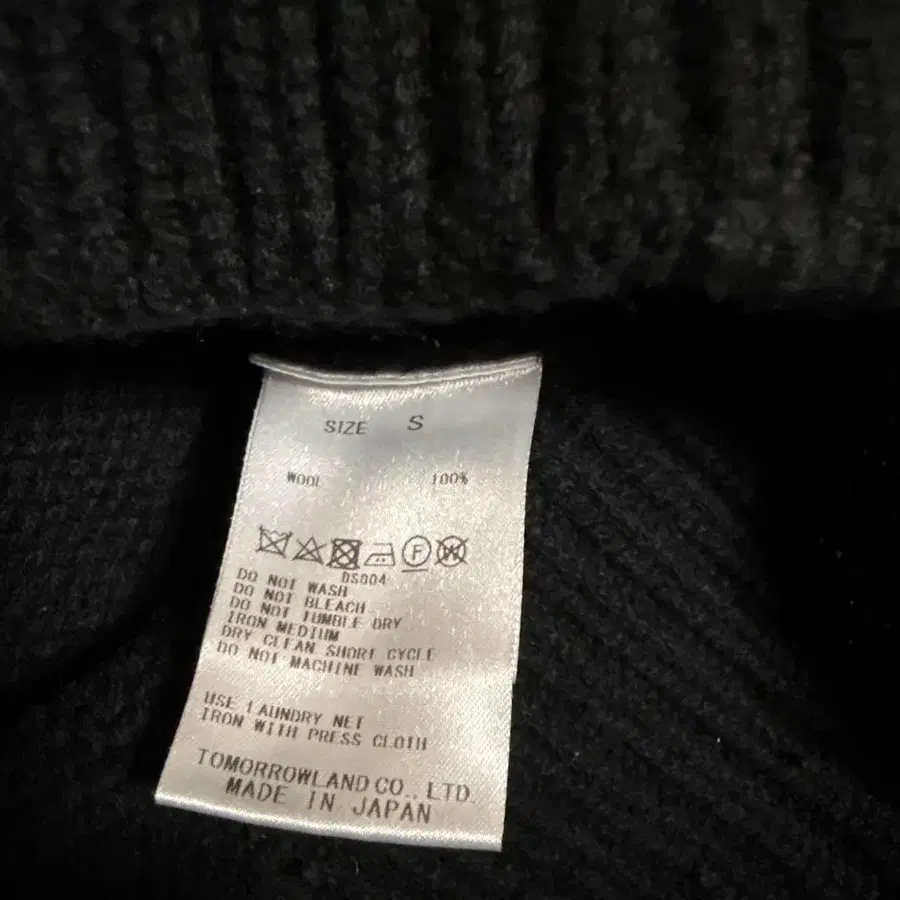 SIZE S
WOOL 100%
F W
DS004
DO NOT WASH
DO NOT BLEACH
DO NOT TUMBLE DRY
IRON MEDIUM
DRY CLEAN SHORT CYCLE
DO NOT MACHINE WASH
USE LAUNDRY NET
IRON WITH PRESS CLOTH
TOMORROWLAND CO., LTD.
MADE IN JAPAN